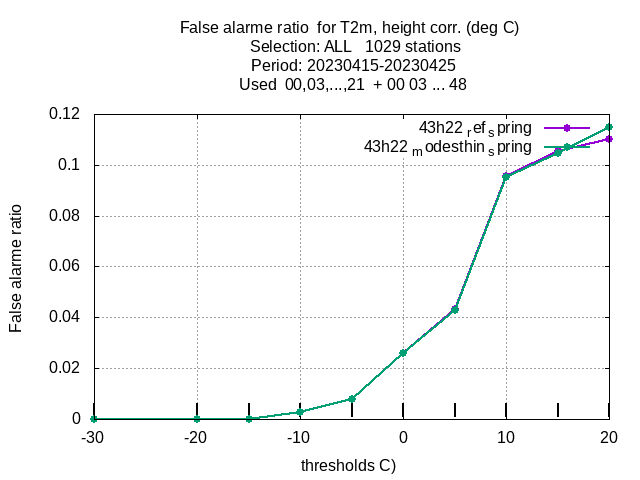 False alarme ratio  for T2m, height corr. (deg C)
Selection: ALL   1029 stations
Period: 20230415-20230425
Used  00,03,...,21  + 00 03 ... 48
0.12
43h22 ref spring
0.1
43h22 modesthin spring
0.08
False alarme ratio
0.06
0.04
0.02
0
-30
-20
-10
0
10
20
thresholds C)